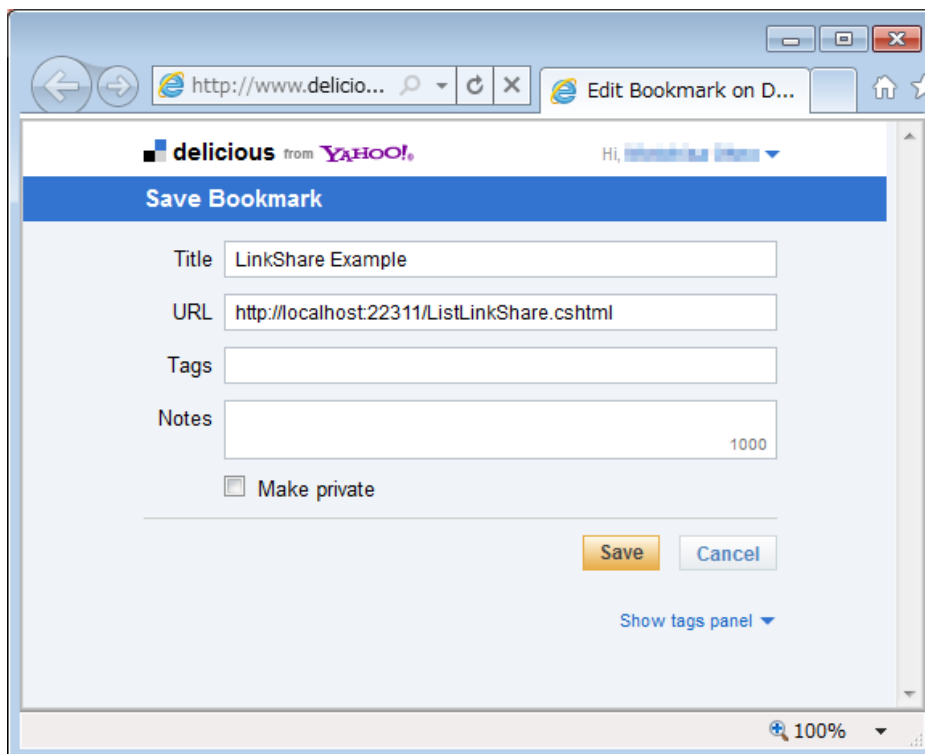 http://www.delicio...
Edit Bookmark on D...
delicious from YAHOO!®
Hi,
Save Bookmark
Title LinkShare Example
URL http://localhost:22311/ListLinkShare.cshtml
Tags
Notes
1000
Make private
Save Cancel
Show tags panel
100%